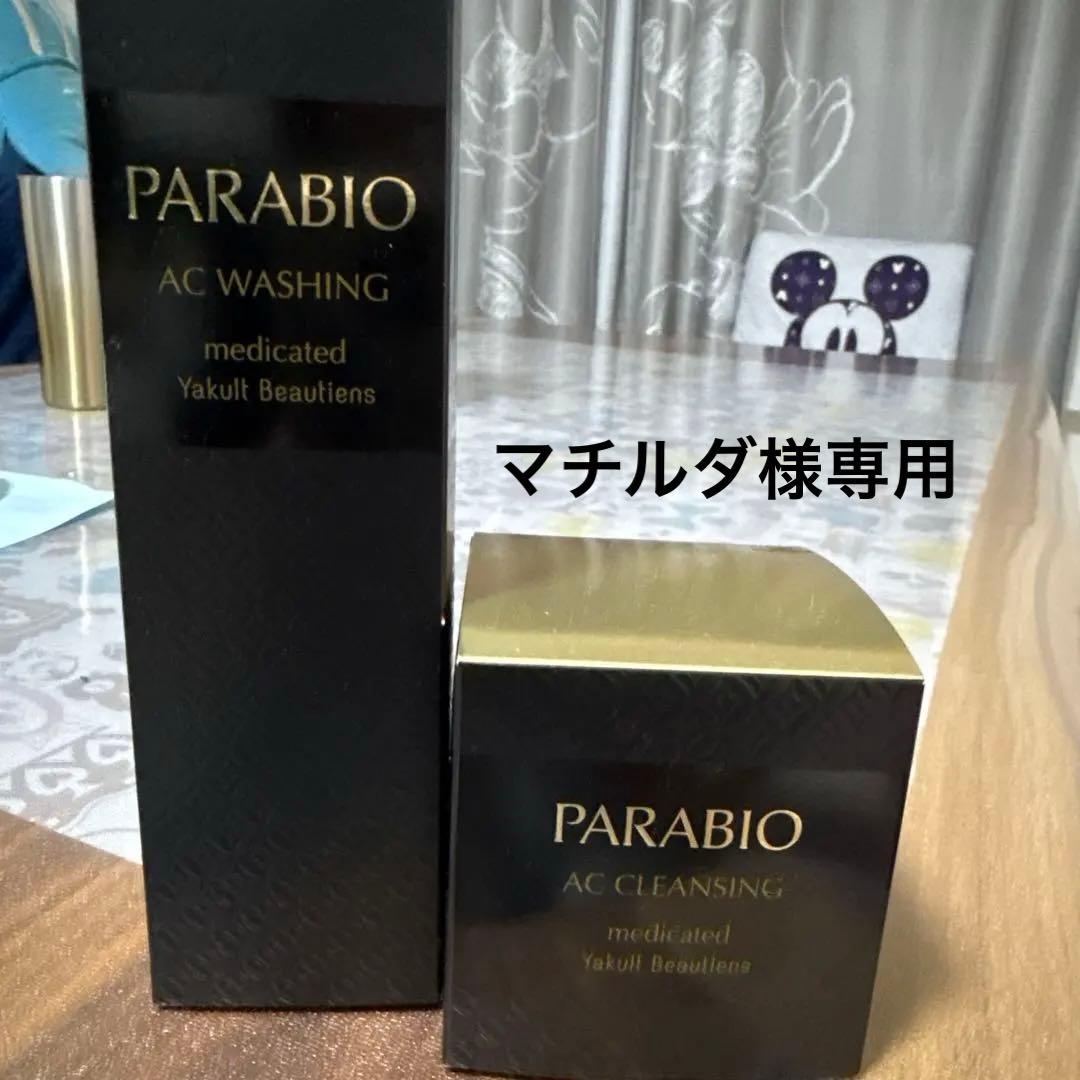 PARABIO
AC WASHING
medicated
Yakult Beautiens
マチルダ様専用
PARABIO
AC CLEANSING
medicated
Yakult Beautiens